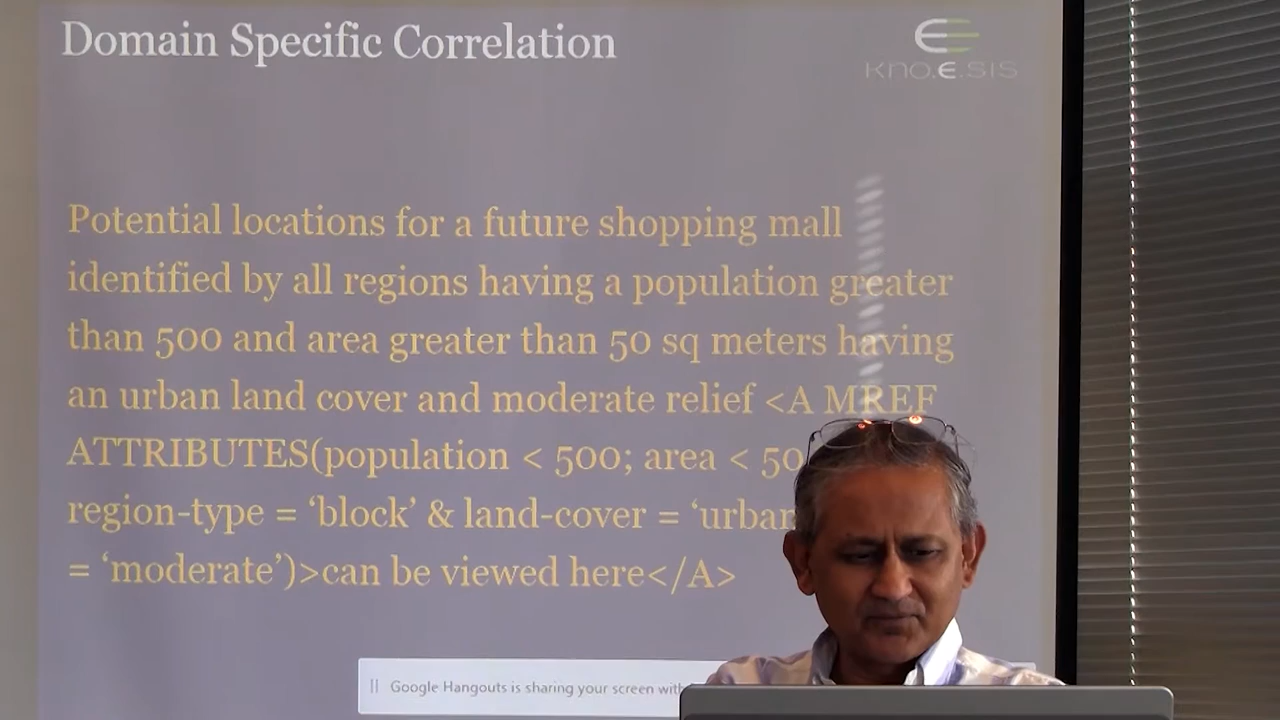 Domain Specific Correlation
kno.e.sis
Potential locations for a future shopping mall
identified by all regions having a population greater
than 500 and area greater than 50 sq meters having
an urban land cover and moderate relief <A MREF
ATTRIBUTES(population < 500; area < 50
region-type = ‘block’ & land-cover = ‘urban
= ‘moderate’)>can be viewed here</A>
Google Hangouts is sharing your screen with